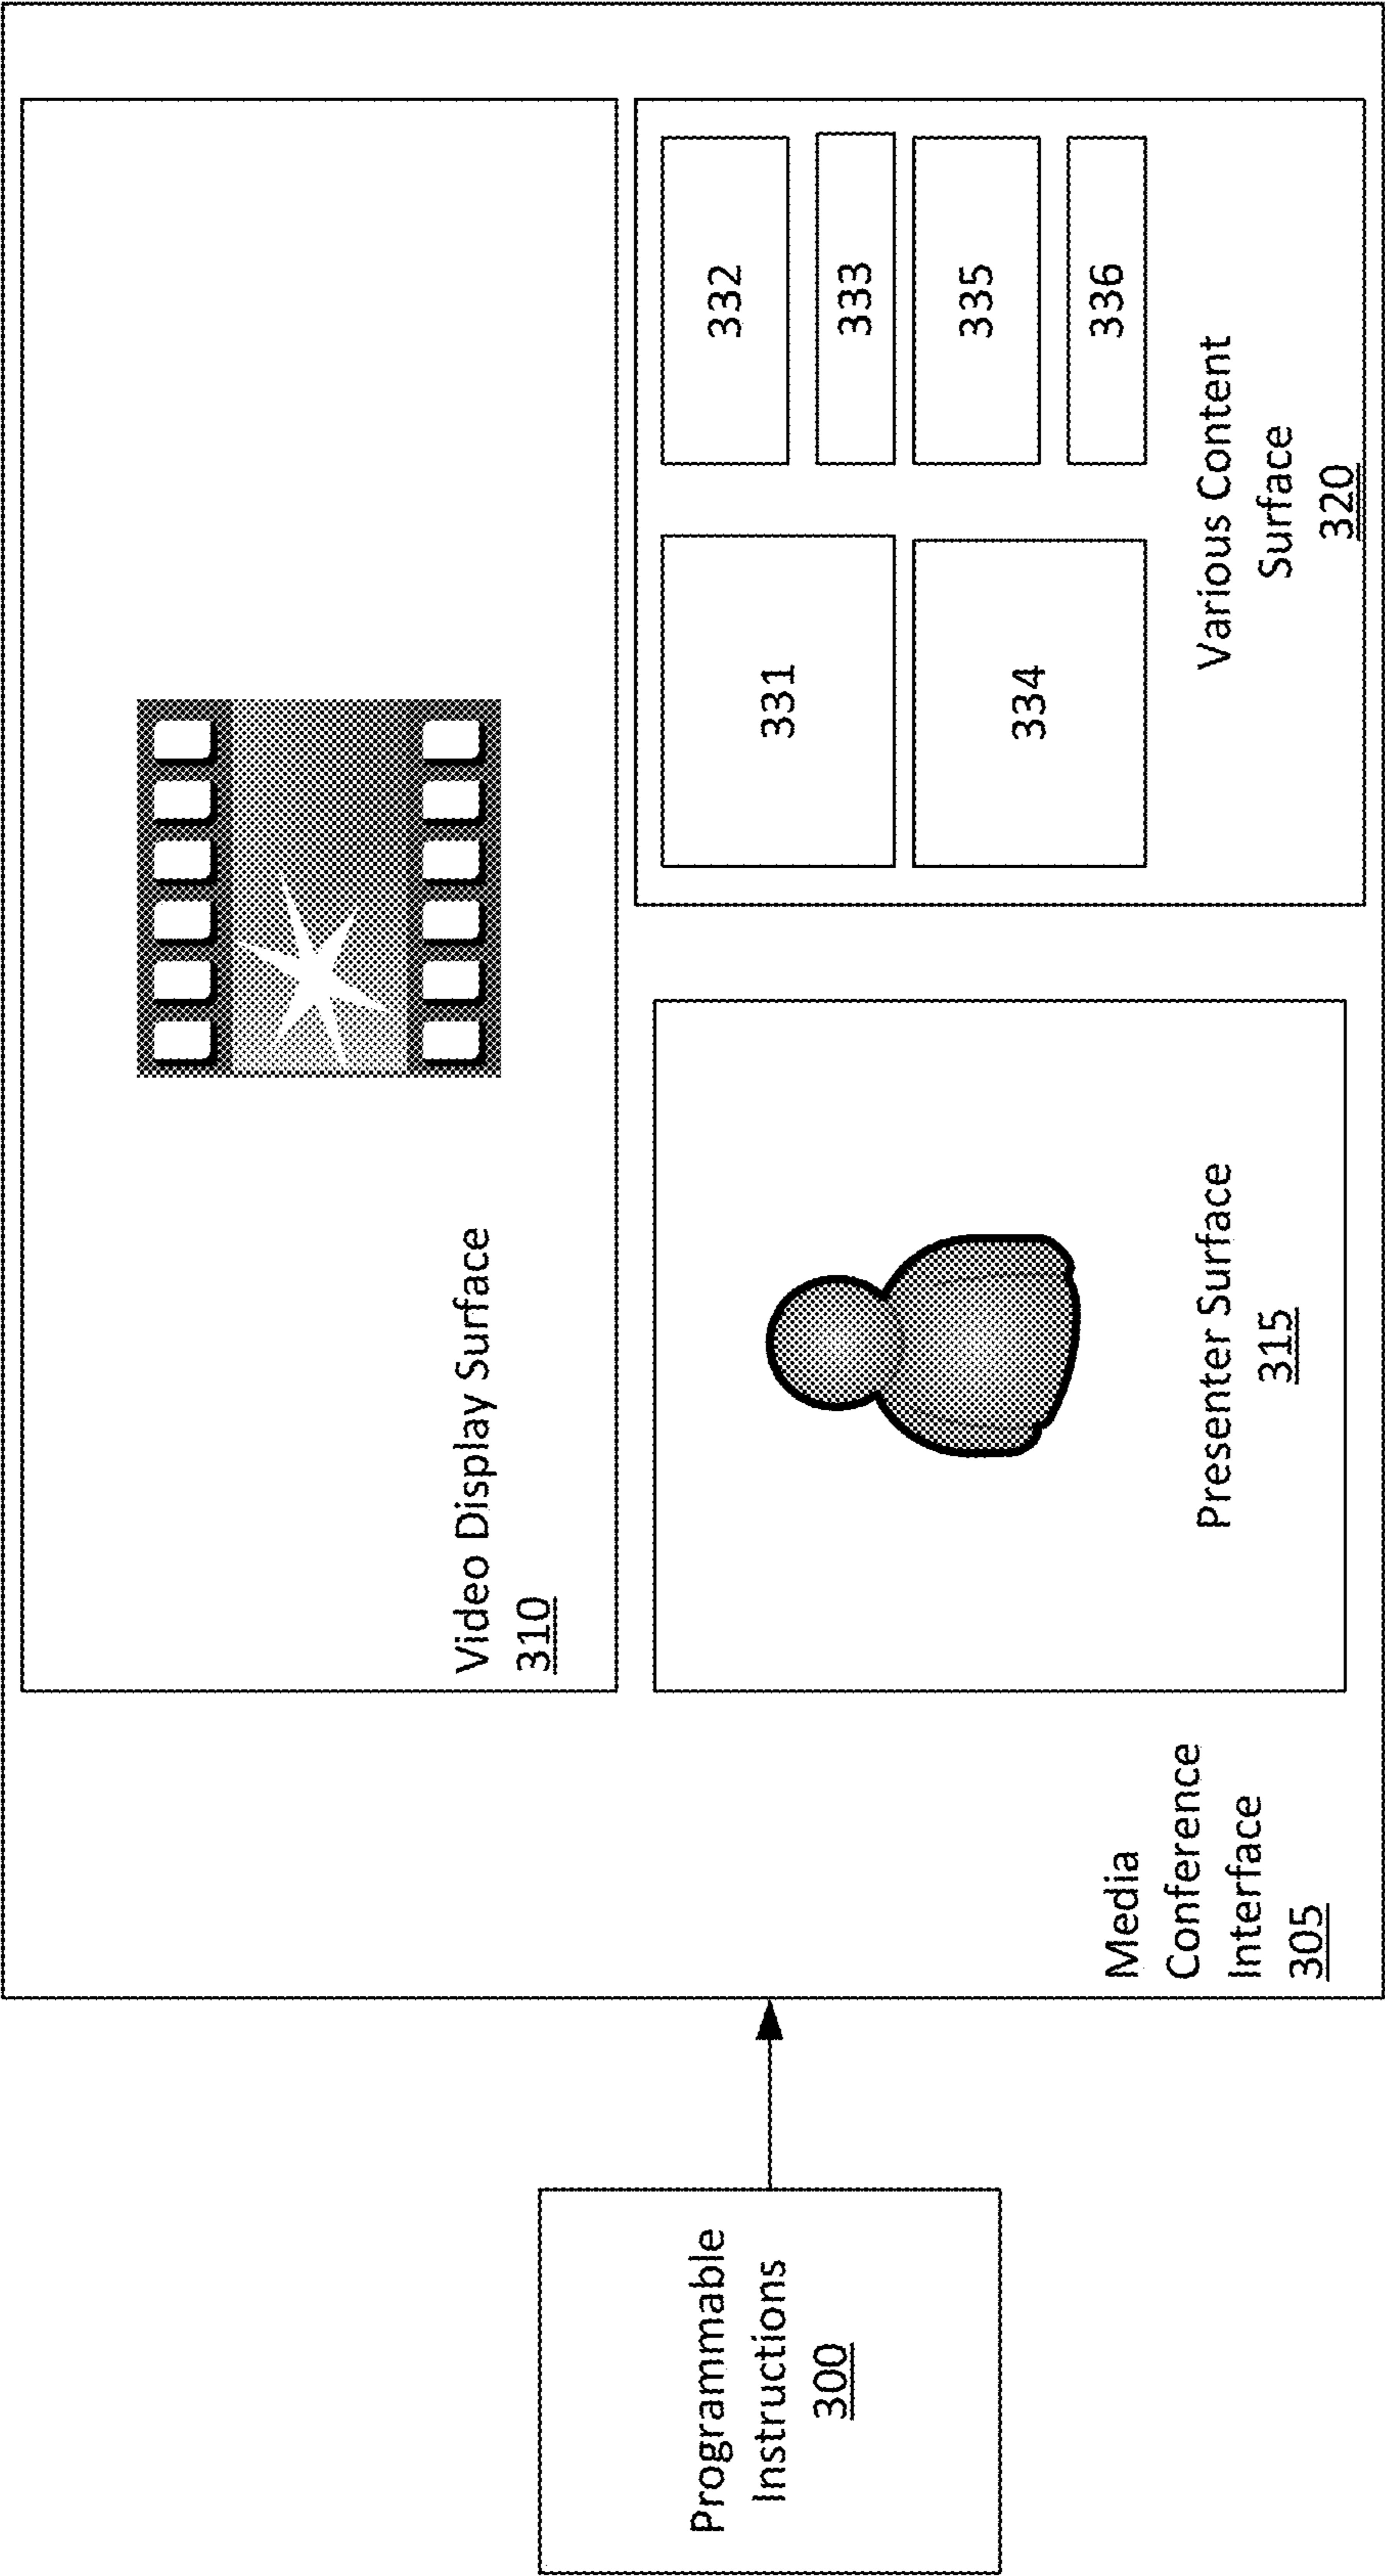 Programmable
Instructions
300
Media
Conference
Interface
305
Video Display Surface
310
Presenter Surface
315
331
332
333
334
335
336
Various Content
Surface
320